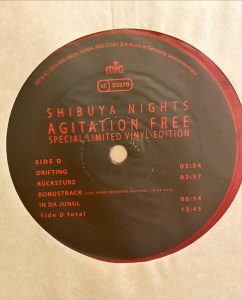 mig
LC 23370
SHIBUYA NIGHTS
AGITATION FREE
SPECIAL LIMITED VINYL EDITION
SIDE D
DRIFTING 03:54
RÜCKSTURZ 02:57
BONUSTRACK
IN DA JUNGL 06:54
Side D total 13:45